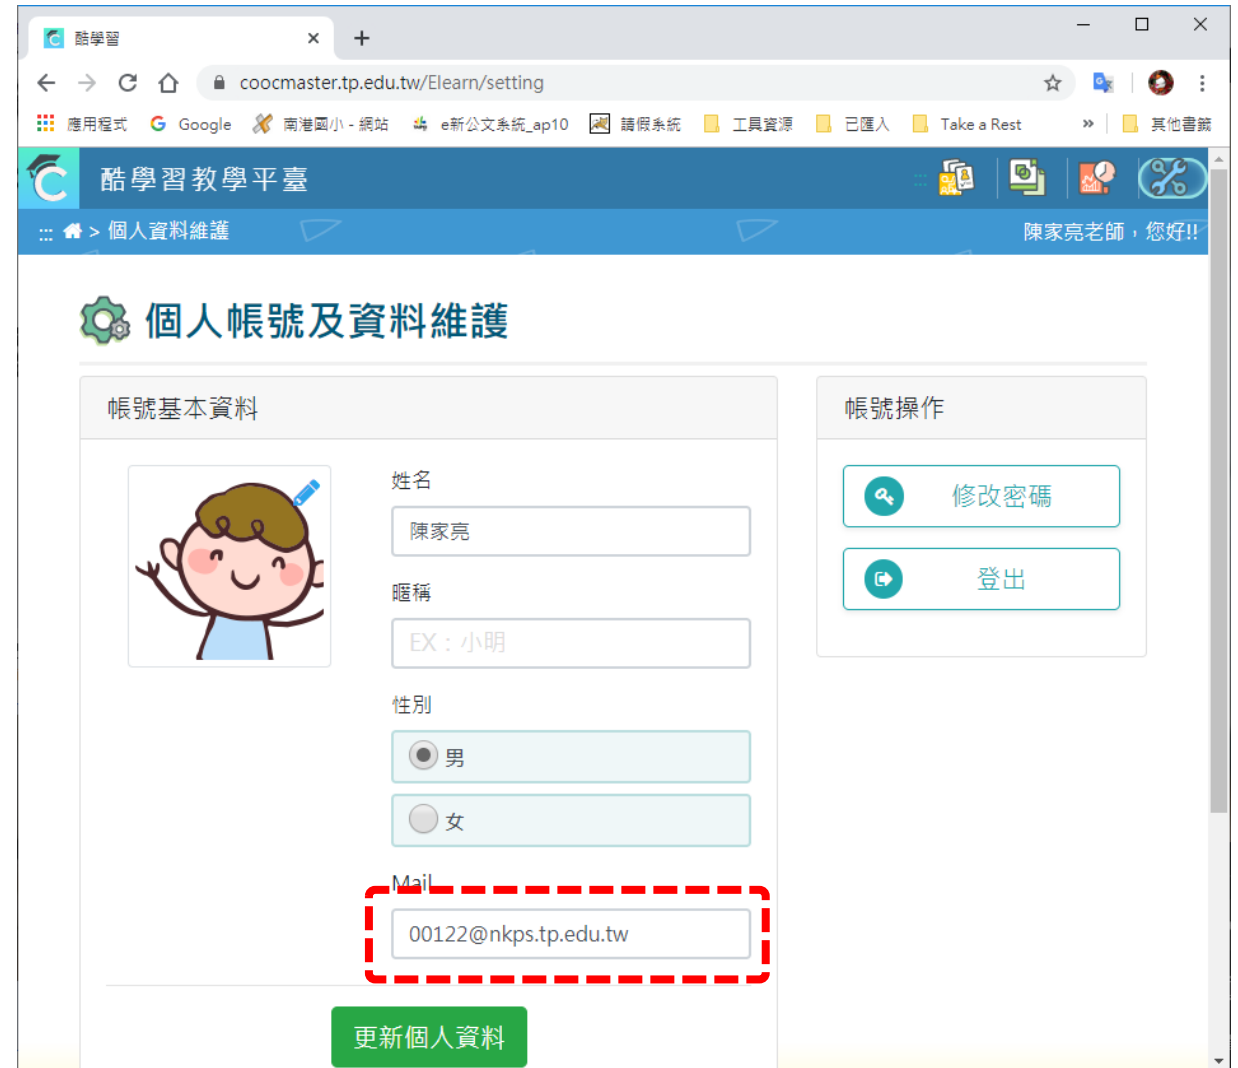 酷學習
coocmaster.tp.edu.tw/Elearn/setting
應用程式 Google 南港國小 - 網站 e新公文系統_ap10 請假系統 工具資源 已匯入 Take a Rest » 其他書籤
酷學習教學平臺
::: > 個人資料維護
陳家亮老師，您好!!
個人帳號及資料維護
帳號基本資料
姓名
陳家亮
暱稱
EX：小明
性別
男
女
Mail
00122@nkps.tp.edu.tw
更新個人資料
帳號操作
修改密碼
登出